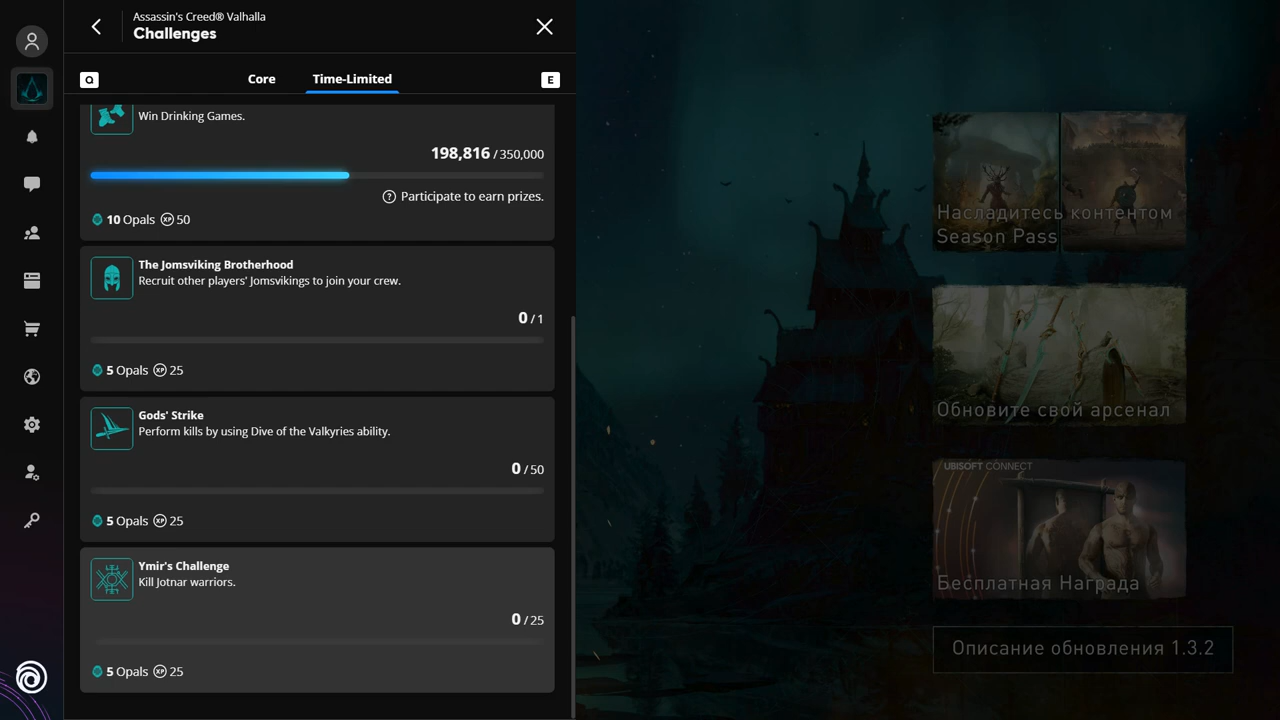 Assassin's Creed® Valhalla
Challenges
Q
Core
Time-Limited
E
Win Drinking Games.
198,816 / 350,000
Participate to earn prizes.
10 Opals XP 50
The Jomsviking Brotherhood
Recruit other players' Jomsvikings to join your crew.
0 / 1
5 Opals XP 25
Gods' Strike
Perform kills by using Dive of the Valkyries ability.
0 / 50
5 Opals XP 25
Ymir's Challenge
Kill Jotnar warriors.
0 / 25
5 Opals XP 25
Насладитесь контентом
Season Pass
Обновите свой арсенал
UBISOFT CONNECT
Бесплатная Награда
Описание обновления 1.3.2